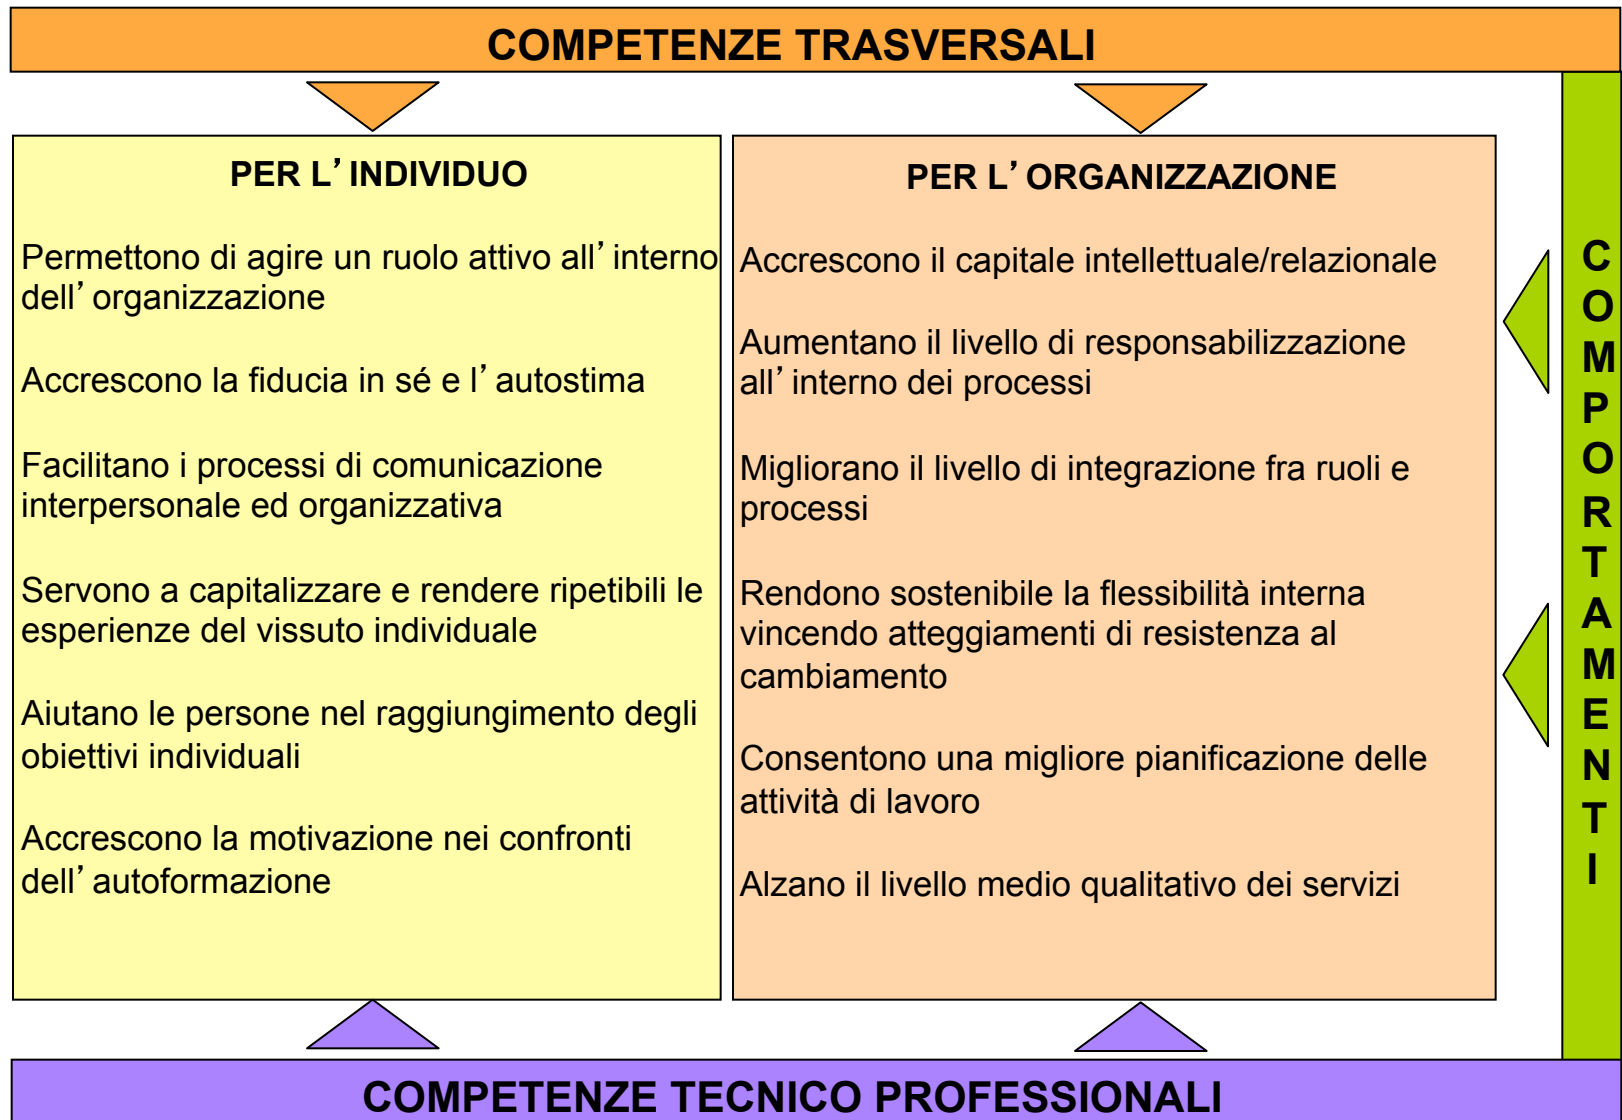 COMPETENZE TRASVERSALI
PER L’ INDIVIDUO
Permettono di agire un ruolo attivo all’ interno
dell’ organizzazione
Accrescono la fiducia in sé e l’ autostima
Facilitano i processi di comunicazione
interpersonale ed organizzativa
Servono a capitalizzare e rendere ripetibili le
esperienze del vissuto individuale
Aiutano le persone nel raggiungimento degli
obiettivi individuali
Accrescono la motivazione nei confronti
dell’ autoformazione
PER L’ ORGANIZZAZIONE
Accrescono il capitale intellettuale/relazionale
Aumentano il livello di responsabilizzazione
all’ interno dei processi
Migliorano il livello di integrazione fra ruoli e
processi
Rendono sostenibile la flessibilità interna
vincendo atteggiamenti di resistenza al
cambiamento
Consentono una migliore pianificazione delle
attività di lavoro
Alzano il livello medio qualitativo dei servizi
COMPORTAMENTI
COMPETENZE TECNICO PROFESSIONALI